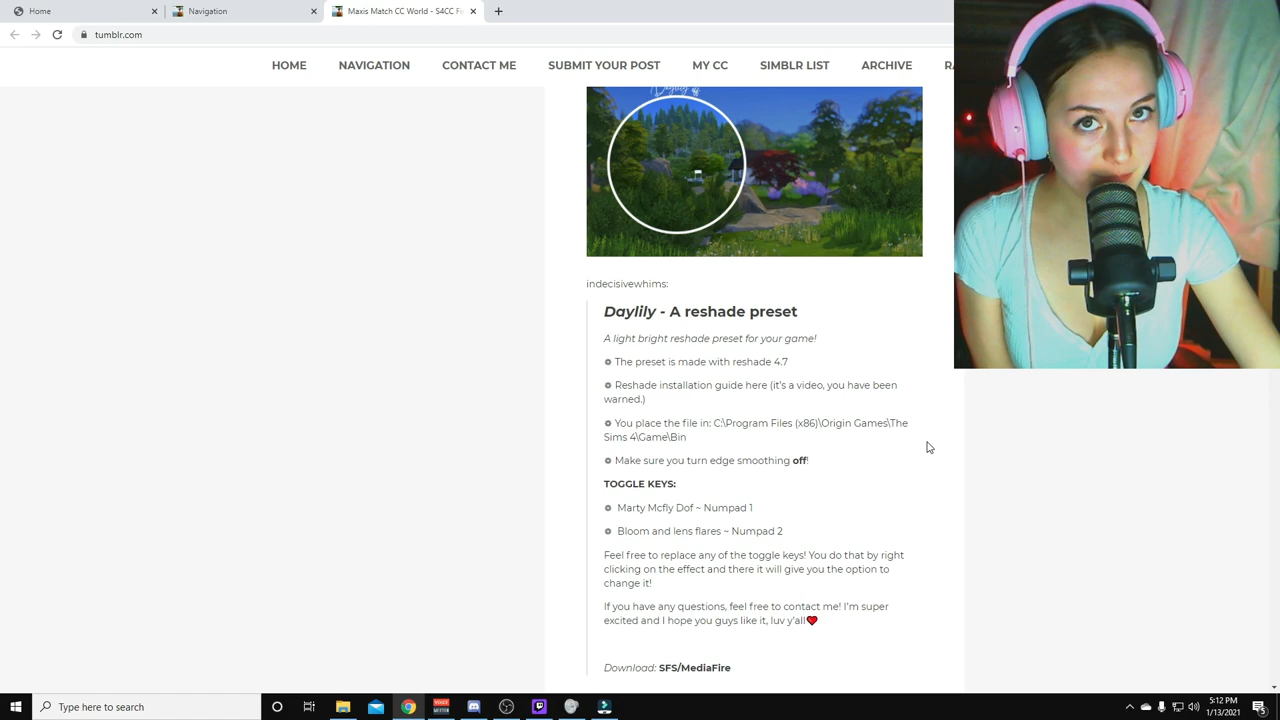 Home
Navigation
Maxis Match CC World - S4CC Fi
tumblr.com
HOME NAVIGATION CONTACT ME SUBMIT YOUR POST MY CC SIMBLR LIST ARCHIVE
Daylily off
indecisivewhims:
Daylily - A reshade preset
A light bright reshade preset for your game!
The preset is made with reshade 4.7
Reshade installation guide here (it's a video, you have been
warned.)
You place the file in: C:\Program Files (x86)\Origin Games\The
Sims 4\Game\Bin
Make sure you turn edge smoothing off!
TOGGLE KEYS:
Marty Mcfly Dof ~ Numpad 1
Bloom and lens flares ~ Numpad 2
Feel free to replace any of the toggle keys! You do that by right
clicking on the effect and there it will give you the option to
change it!
If you have any questions, feel free to contact me! I'm super
excited and I hope you guys like it, luv y'all❤
Download: SFS/MediaFire
Type here to search
5:12 PM
1/13/2021